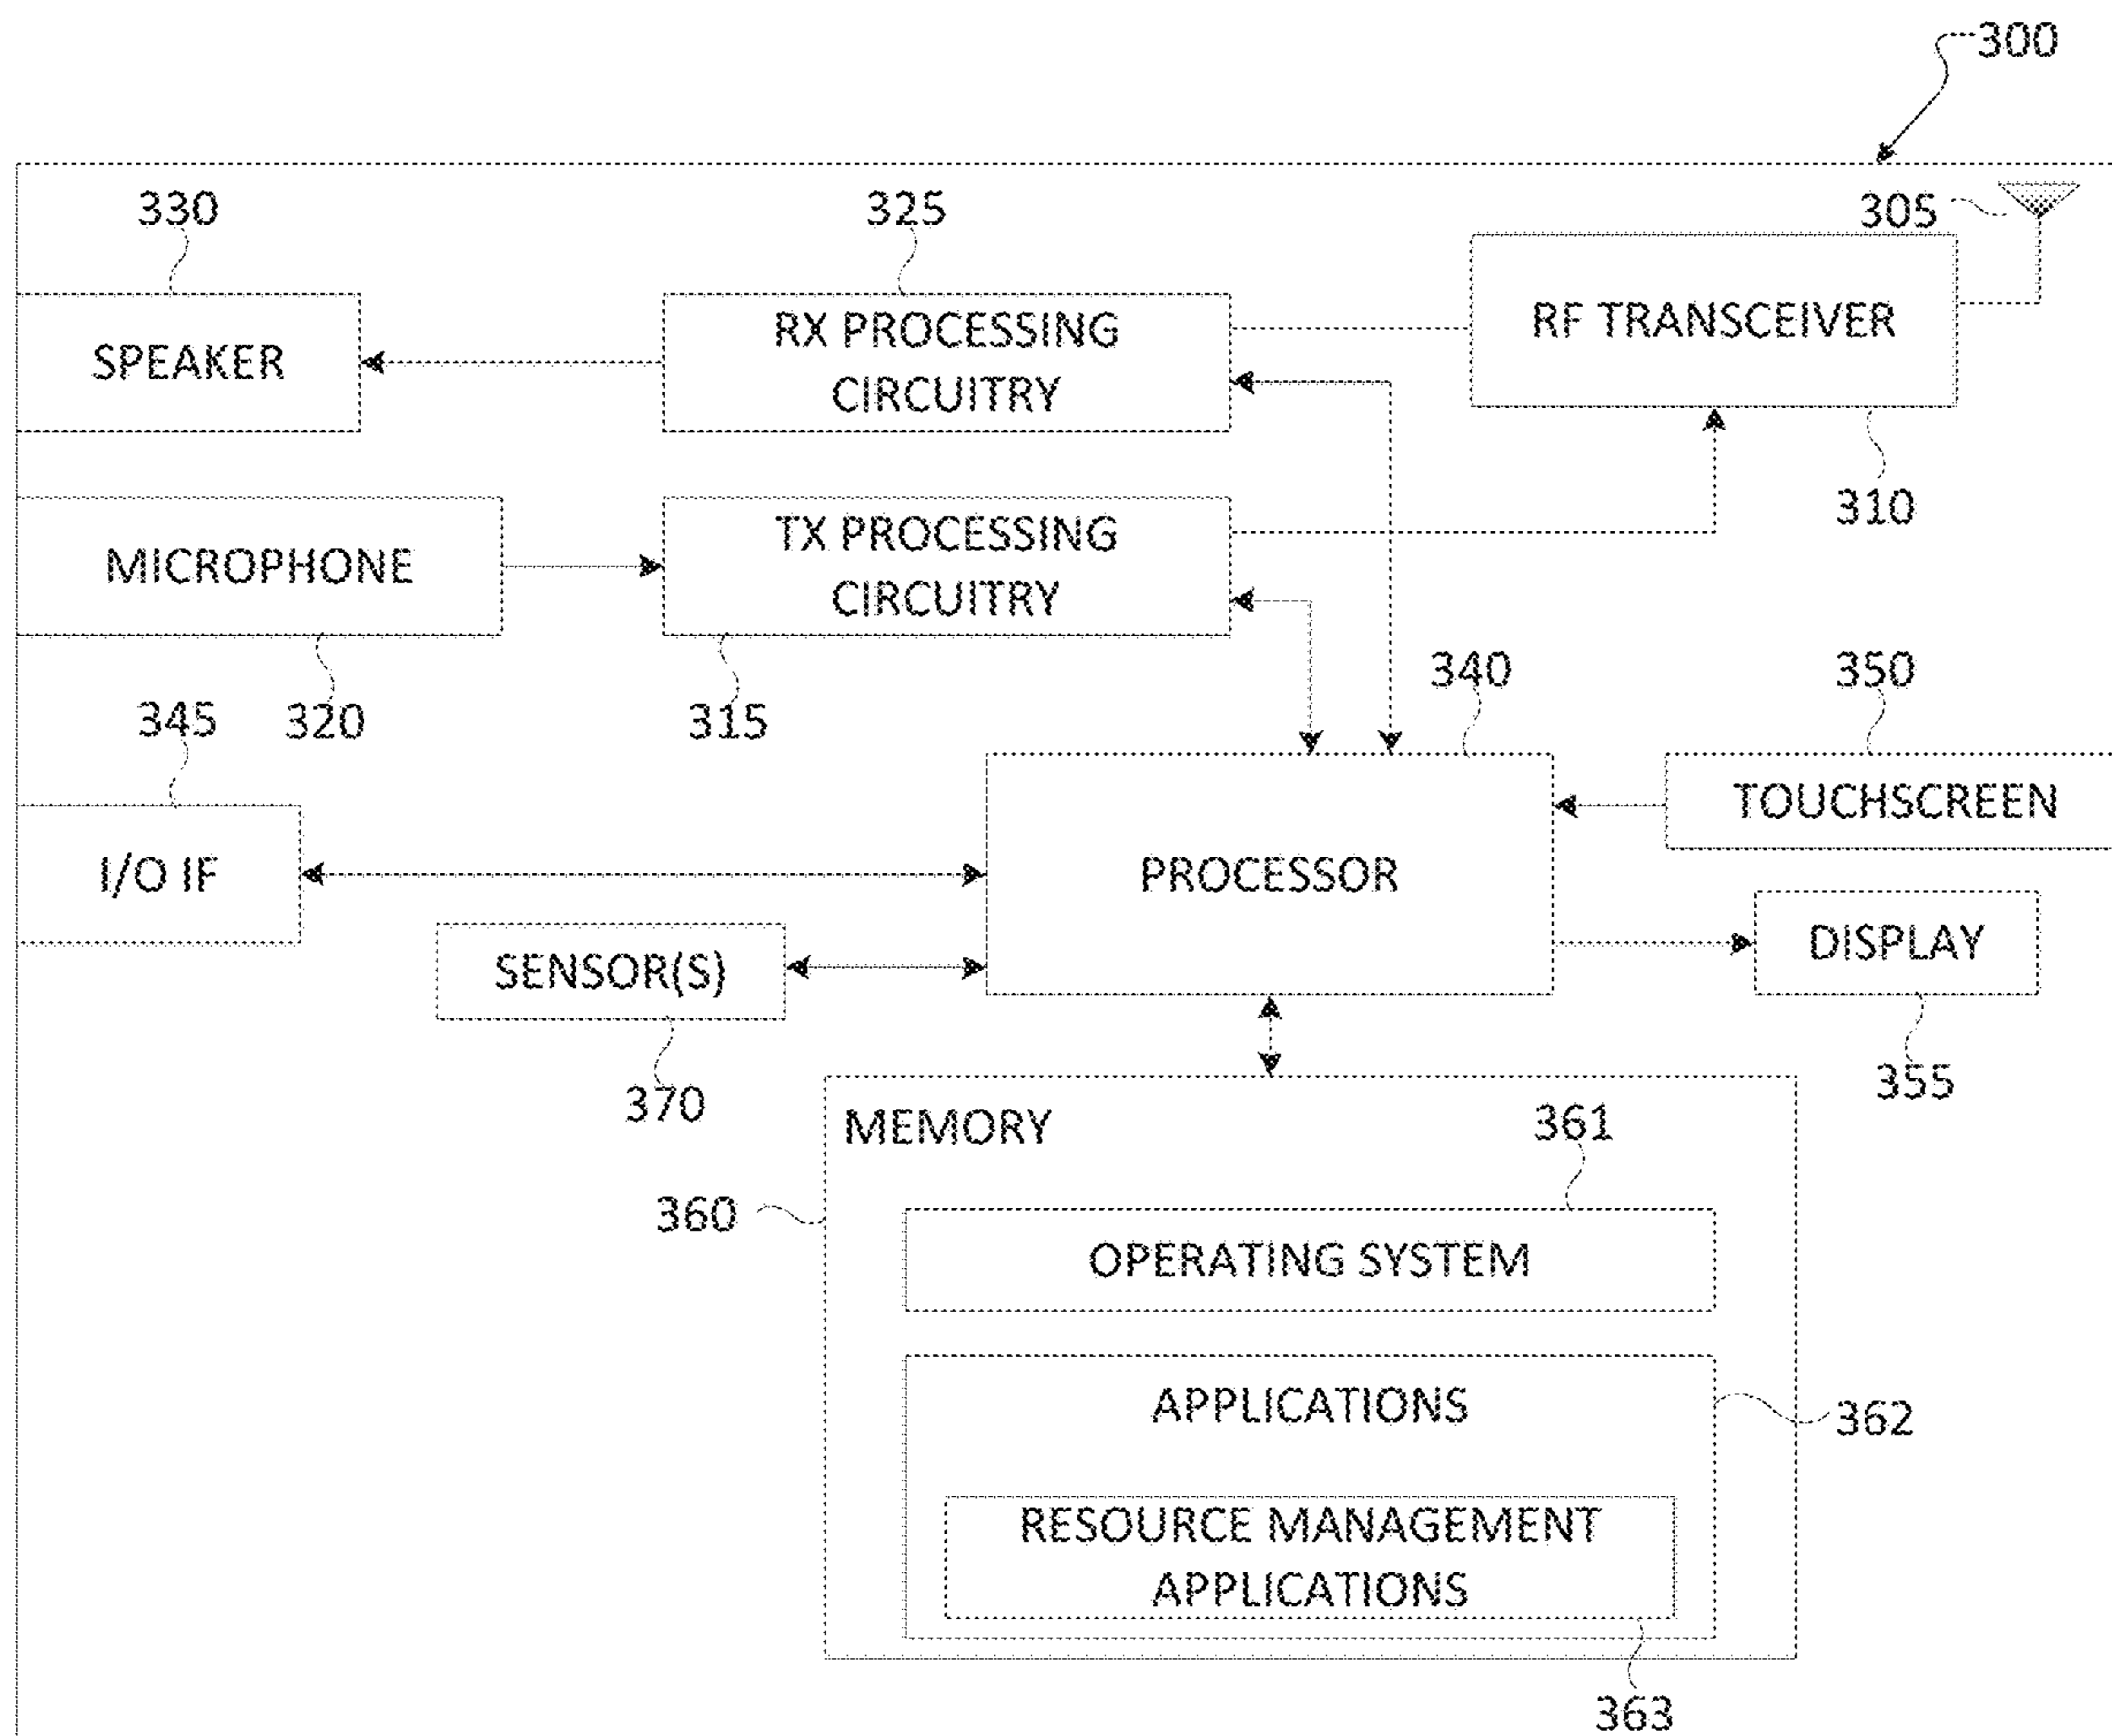 300
330
325
305
SPEAKER
RX PROCESSING
CIRCUITRY
RF TRANSCEIVER
310
MICROPHONE
TX PROCESSING
CIRCUITRY
345
320
315
340
350
I/O IF
PROCESSOR
TOUCHSCREEN
SENSOR(S)
DISPLAY
370
355
MEMORY
361
360
OPERATING SYSTEM
APPLICATIONS
362
RESOURCE MANAGEMENT
APPLICATIONS
363